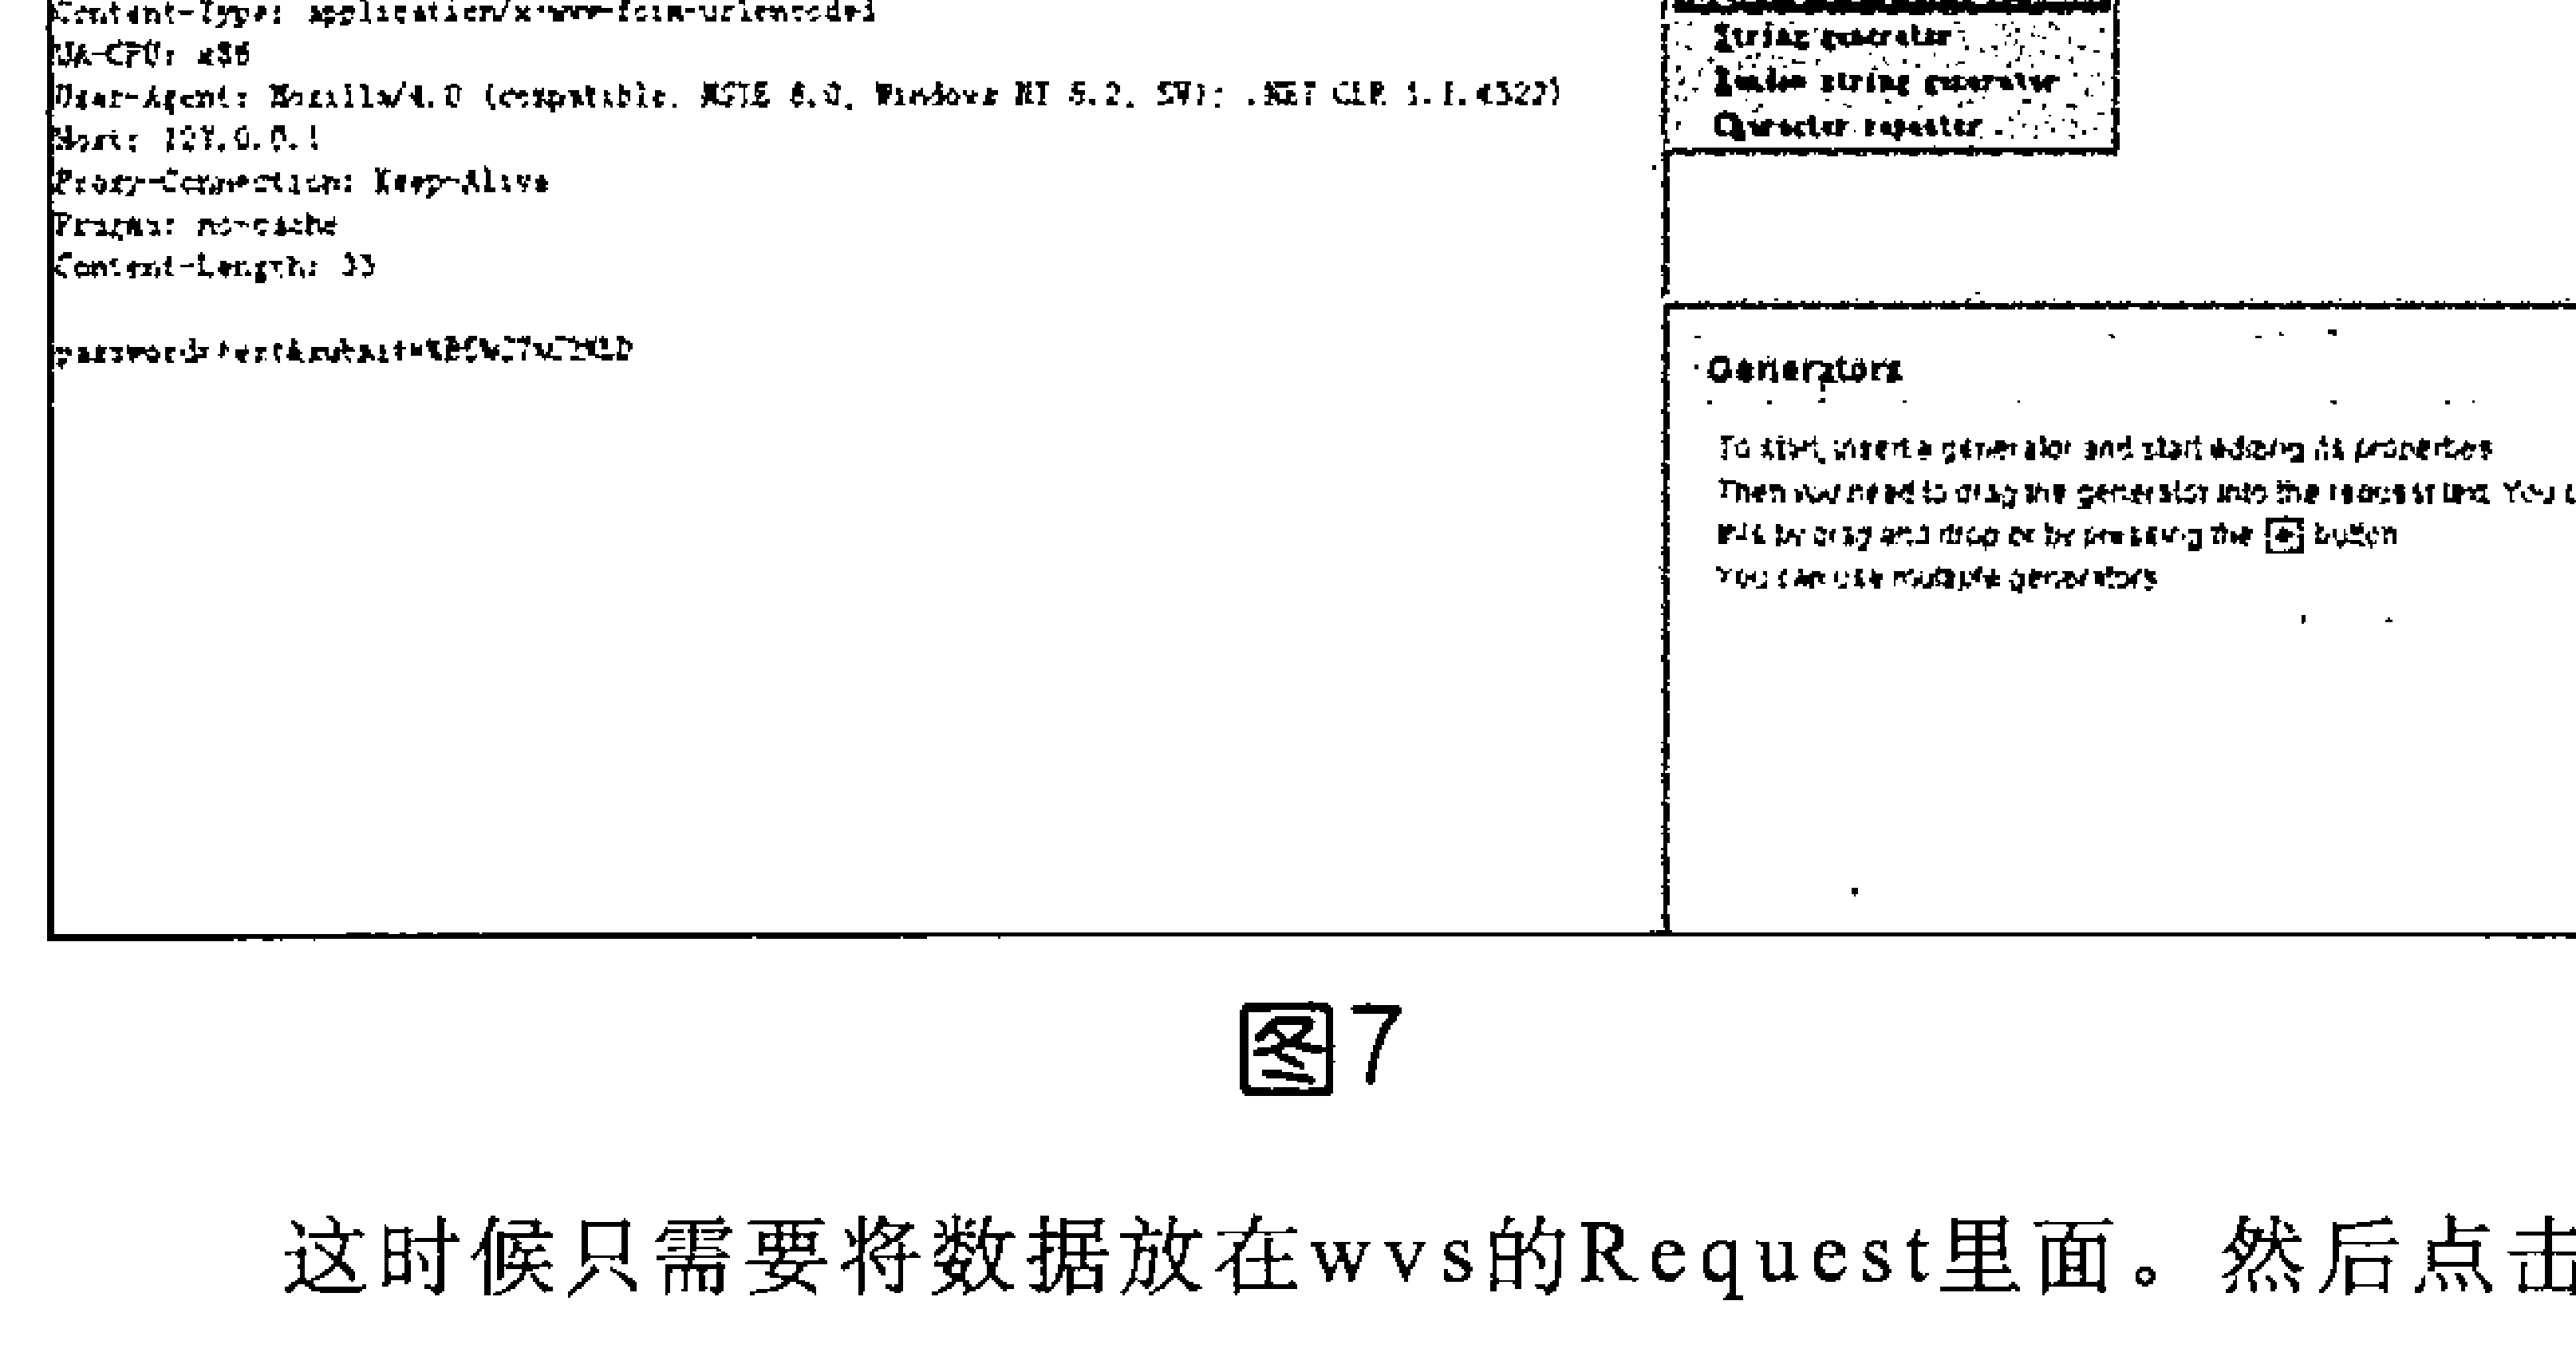 Content-Type: application/x-www-form-urlencoded
UA-CPU: x86
User-Agent: Mozilla/4.0 (compatible. MSIE 6.0. Windows NT 5.2. SV1; .NET CLR 1.1.4322)
Host: 127.0.0.1
Proxy-Connection: Keep-Alive
Pragma: no-cache
Content-Length: 33
password=test&submit=
String generator
Random string generator
Character repeater
Generators
To start, insert a generator and start editing its properties
Then you need to drag the generator into the request text. You
this by drag and drop or by pressing the button
You can use multiple generators
图7
这时候只需要将数据放在wvs的Request里面。然后点击